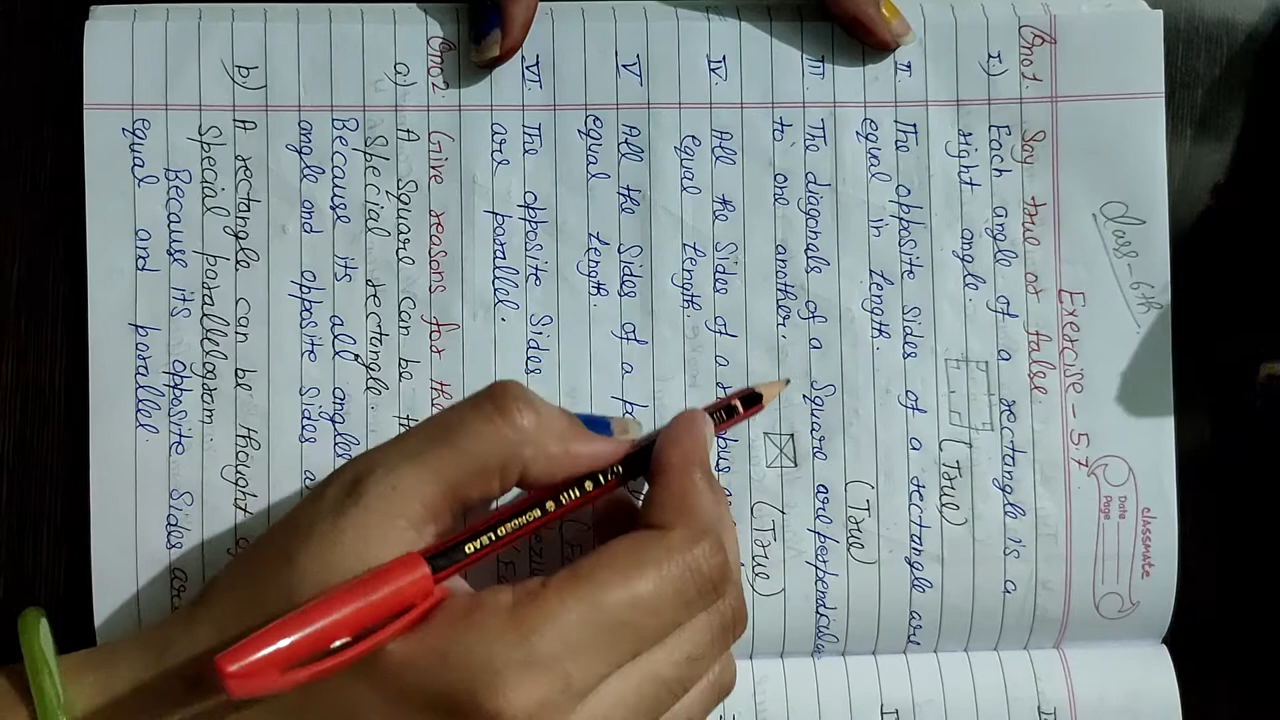 Class-6th
classmate
Date
Page
Exercise - 5.7
Qno1. Say true or false.
I.) Each angle of a rectangle is a
right angle. (True)
II. The opposite Sides of a rectangle are
equal in length. (True)
III. The diagonals of a Square are perpendicular
to one another. (True)
IV. All the Sides of a
equal length.
V All the Sides of a
equal length.
VI. The opposite Sides
are parallel.
Qno2. Give reasons for the
a) A Square can be
Special rectangle.
Because its all angles
angle and opposite Sides
b.) A rectangle can be thought
Special parallelogram.
Because it's opposite Sides are
equal and parallel.
BONDED LEAD